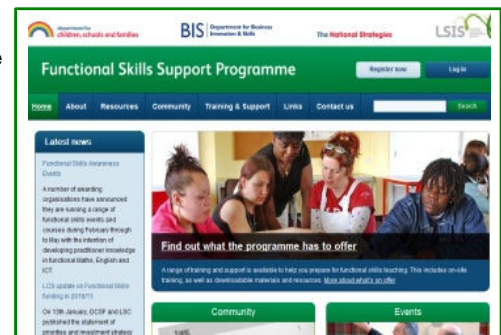 e
department for
children, schools and families
BIS Department for Business
Innovation & Skills
The National Strategies
LSIS
Functional Skills Support Programme
Register now
Log in
Home About Resources Community Training & Support Links Contact us
Search
Latest news
Functional Skills Awareness
Events
A number of awarding
organisations have announced
they are running a range of
functional skills events and
courses during February through
to May with the intention of
developing practitioner knowledge
in functional Maths, English and
ICT.
LCS update on Functional Skills
funding in 2010/11
On 13th January, DCSF and LSC
published the statement of
priorities and investment strategy
Find out what the programme has to offer
A range of training and support is available to help you prepare for functional skills teaching. This includes on-site
training, as well as downloadable materials and resources. More about what's on offer
Community
Events